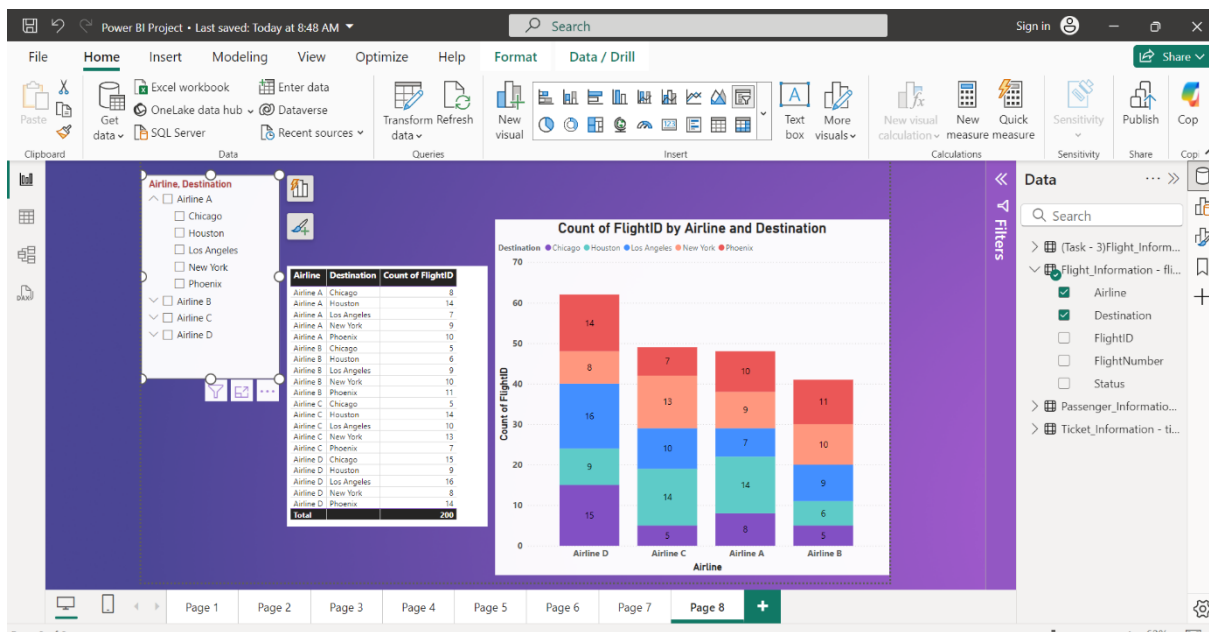 Power BI Project • Last saved: Today at 8:48 AM
Search
Sign in
File Home Insert Modeling View Optimize Help Format Data / Drill
Share
Paste
Get data
Excel workbook
OneLake data hub
SQL Server
Enter data
Dataverse
Recent sources
Transform data
Refresh
New visual
Text box
More visuals
New visual calculation
New measure
Quick measure
Sensitivity
Publish
Cop
Clipboard
Data
Queries
Insert
Calculations
Sensitivity
Share
Cop
Airline, Destination
Airline A
Chicago
Houston
Los Angeles
New York
Phoenix
Airline B
Airline C
Airline D
Airline Destination Count of FlightID
Airline A Chicago 8
Airline A Houston 14
Airline A Los Angeles 7
Airline A New York 9
Airline A Phoenix 10
Airline B Chicago 5
Airline B Houston 6
Airline B Los Angeles 9
Airline B New York 10
Airline B Phoenix 11
Airline C Chicago 5
Airline C Houston 14
Airline C Los Angeles 10
Airline C New York 13
Airline C Phoenix 7
Airline D Chicago 15
Airline D Houston 9
Airline D Los Angeles 16
Airline D New York 8
Airline D Phoenix 14
Total 200
Count of FlightID by Airline and Destination
Destination Chicago Houston Los Angeles New York Phoenix
Count of FlightID
70
60
50
40
30
20
10
0
14
8
16
9
15
7
13
10
14
5
10
9
7
14
8
11
10
9
6
5
Airline D Airline C Airline A Airline B
Airline
Filters
Data
Search
(Task - 3)Flight_Inform...
Flight_Information - fli...
Airline
Destination
FlightID
FlightNumber
Status
Passenger_Informatio...
Ticket_Information - ti...
DAX
Page 1 Page 2 Page 3 Page 4 Page 5 Page 6 Page 7 Page 8 +